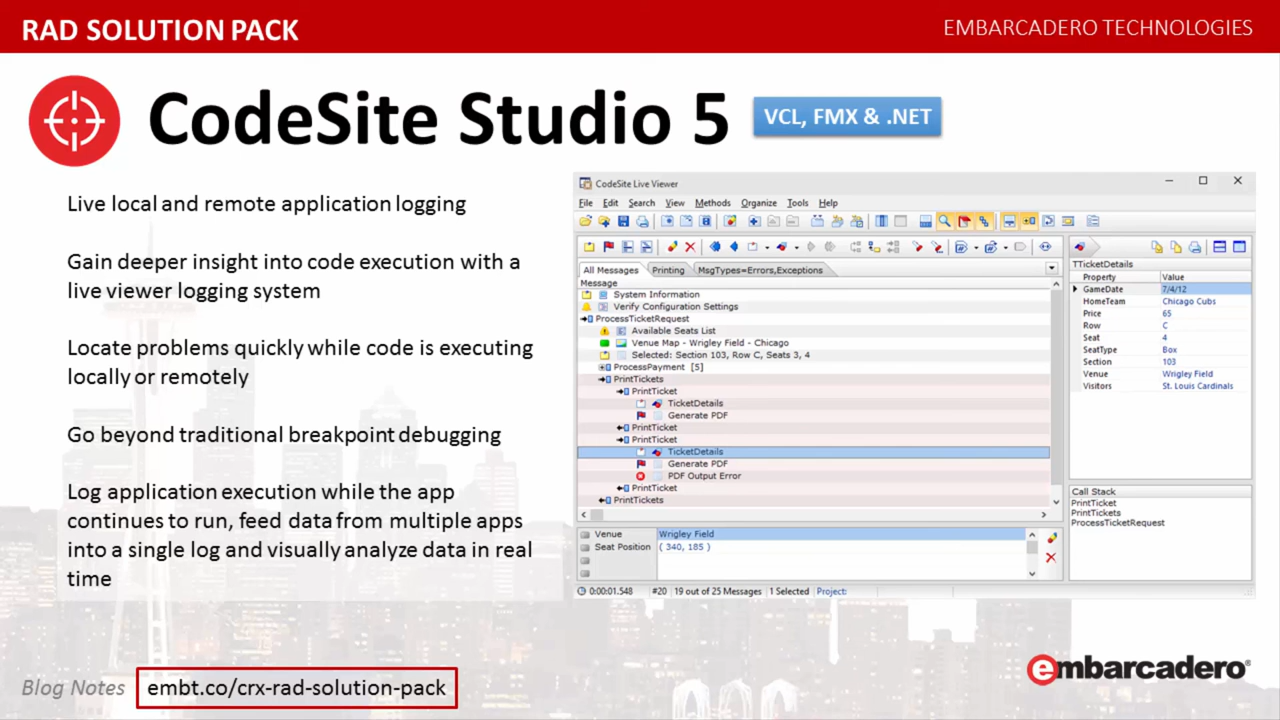 RAD SOLUTION PACK
EMBARCADERO TECHNOLOGIES
CodeSite Studio 5
VCL, FMX & .NET
Live local and remote application logging
Gain deeper insight into code execution with a
live viewer logging system
Locate problems quickly while code is executing
locally or remotely
Go beyond traditional breakpoint debugging
Log application execution while the app
continues to run, feed data from multiple apps
into a single log and visually analyze data in real
time
CodeSite Live Viewer
File Edit Search View Methods Organize Tools Help
All Messages Printing MsgTypes=Errors,Exceptions
Message
System Information
Verify Configuration Settings
ProcessTicketRequest
Available Seats List
Venue Map - Wrigley Field - Chicago
Selected: Section 103, Row C, Seats 3, 4
ProcessPayment [5]
PrintTickets
PrintTicket
TicketDetails
Generate PDF
PrintTicket
PrintTicket
TicketDetails
Generate PDF
PDF Output Error
PrintTicket
PrintTickets
Venue Wrigley Field
Seat Position ( 340, 185 )
0:00:01.548 #20 19 out of 25 Messages 1 Selected Project:
TTicketDetails
Property Value
GameDate 7/4/12
HomeTeam Chicago Cubs
Price 65
Row C
Seat 4
SeatType Box
Section 103
Venue Wrigley Field
Visitors St. Louis Cardinals
Call Stack
PrintTicket
PrintTickets
ProcessTicketRequest
Blog Notes embt.co/crx-rad-solution-pack
embarcadero®